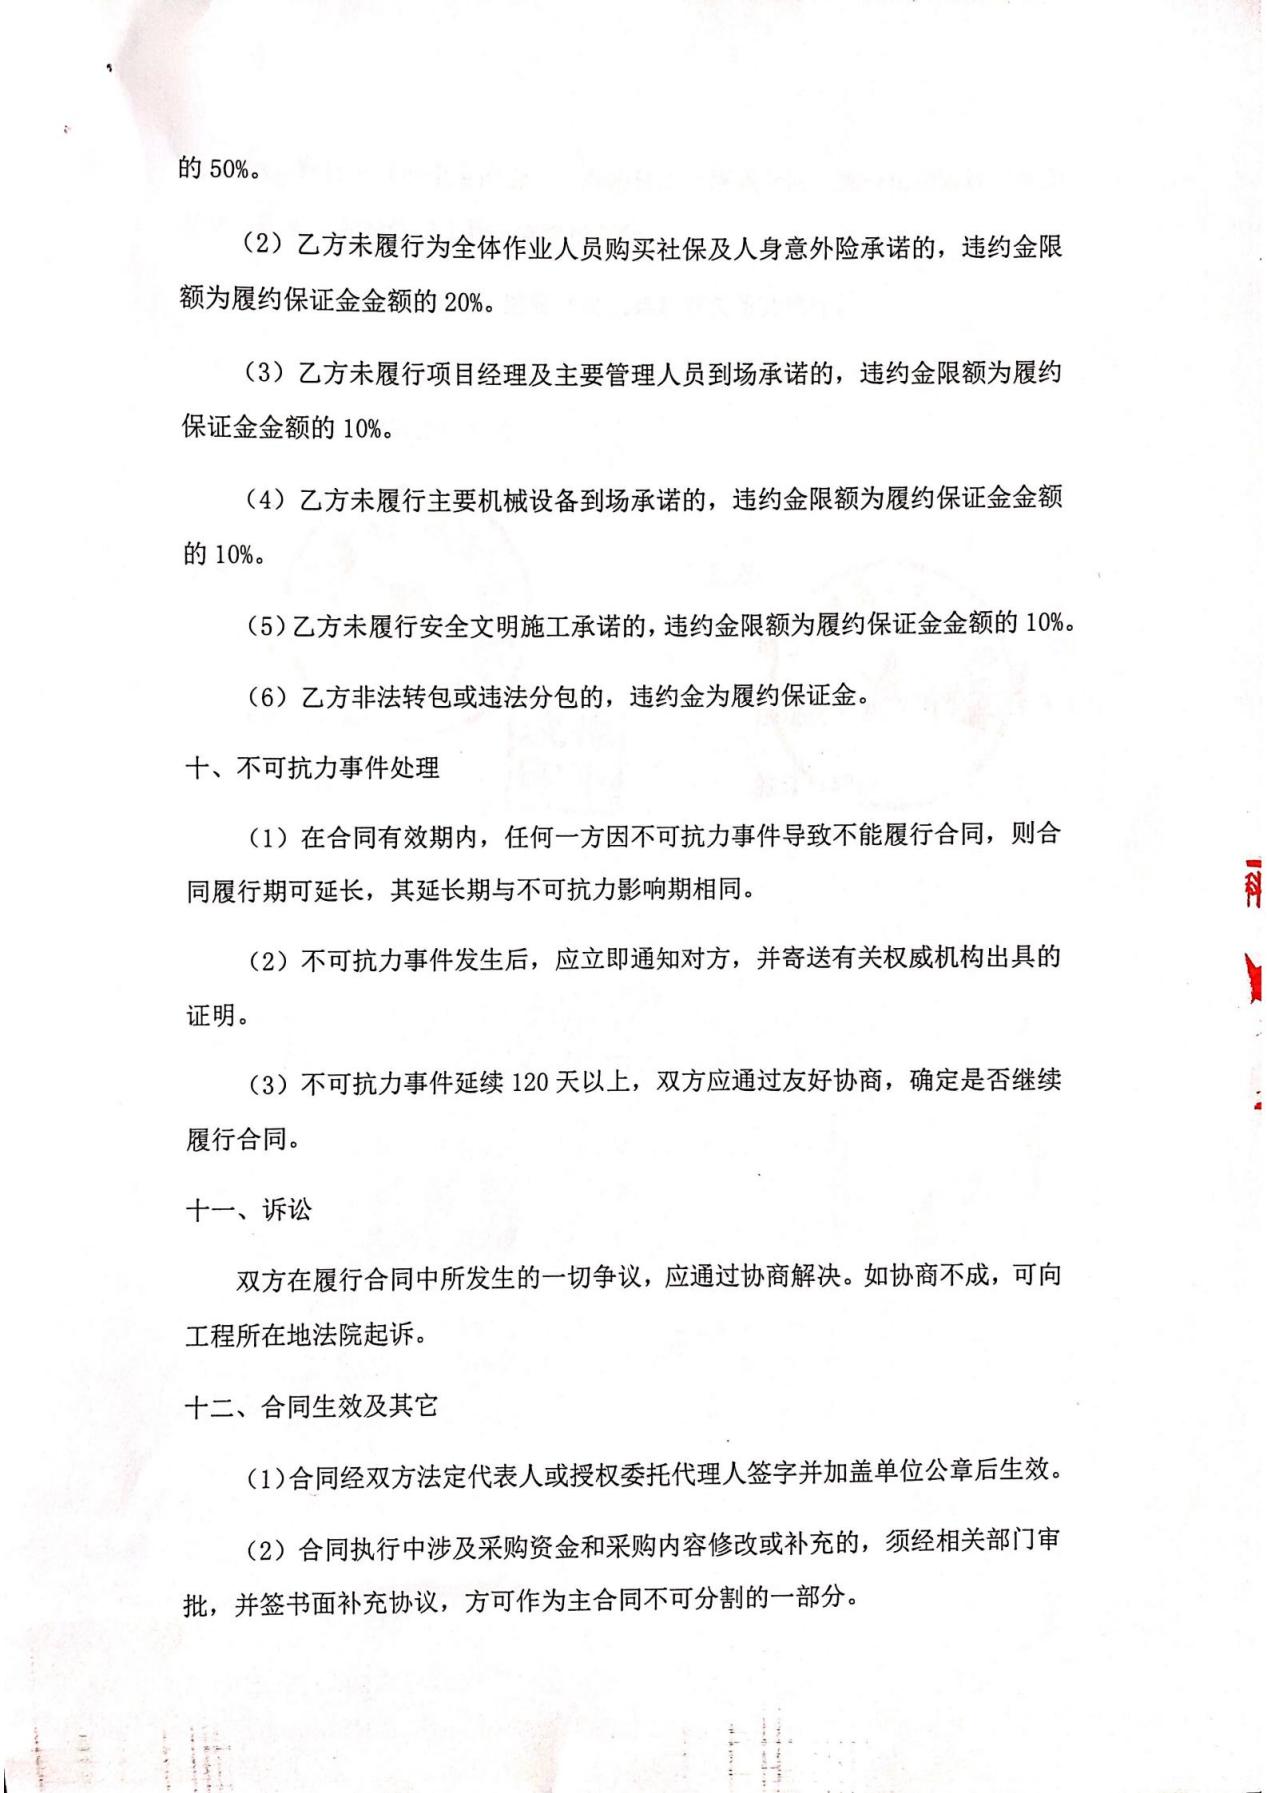 的 50%。
（2）乙方未履行为全体作业人员购买社保及人身意外险承诺的，违约金限
额为履约保证金金额的 20%。
（3）乙方未履行项目经理及主要管理人员到场承诺的，违约金限额为履约
保证金金额的 10%。
（4）乙方未履行主要机械设备到场承诺的，违约金限额为履约保证金金额
的 10%。
（5）乙方未履行安全文明施工承诺的，违约金限额为履约保证金金额的 10%。
（6）乙方非法转包或违法分包的，违约金为履约保证金。
十、不可抗力事件处理
（1）在合同有效期内，任何一方因不可抗力事件导致不能履行合同，则合
同履行期可延长，其延长期与不可抗力影响期相同。
（2）不可抗力事件发生后，应立即通知对方，并寄送有关权威机构出具的
证明。
（3）不可抗力事件延续 120 天以上，双方应通过友好协商，确定是否继续
履行合同。
十一、诉讼
双方在履行合同中所发生的一切争议，应通过协商解决。如协商不成，可向
工程所在地法院起诉。
十二、合同生效及其它
（1）合同经双方法定代表人或授权委托代理人签字并加盖单位公章后生效。
（2）合同执行中涉及采购资金和采购内容修改或补充的，须经相关部门审
批，并签书面补充协议，方可作为主合同不可分割的一部分。
科